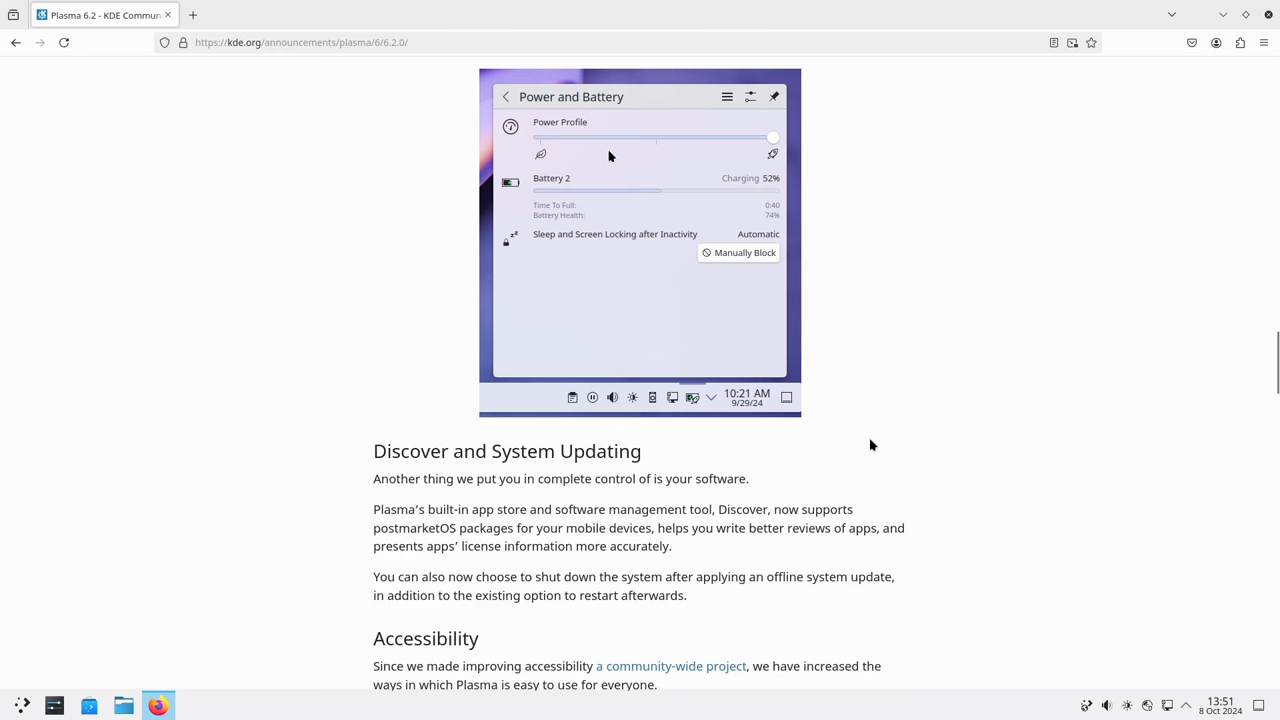 Plasma 6.2 - KDE Commun
https://kde.org/announcements/plasma/6/6.2.0/
Power and Battery
Power Profile
Battery 2 Charging 52%
Time To Full: 0:40
Battery Health: 74%
Sleep and Screen Locking after Inactivity Automatic
Manually Block
10:21 AM
9/29/24
Discover and System Updating
Another thing we put you in complete control of is your software.
Plasma’s built-in app store and software management tool, Discover, now supports
postmarketOS packages for your mobile devices, helps you write better reviews of apps, and
presents apps’ license information more accurately.
You can also now choose to shut down the system after applying an offline system update,
in addition to the existing option to restart afterwards.
Accessibility
Since we made improving accessibility a community-wide project, we have increased the
ways in which Plasma is easy to use for everyone.
13:51
8 Oct 2024